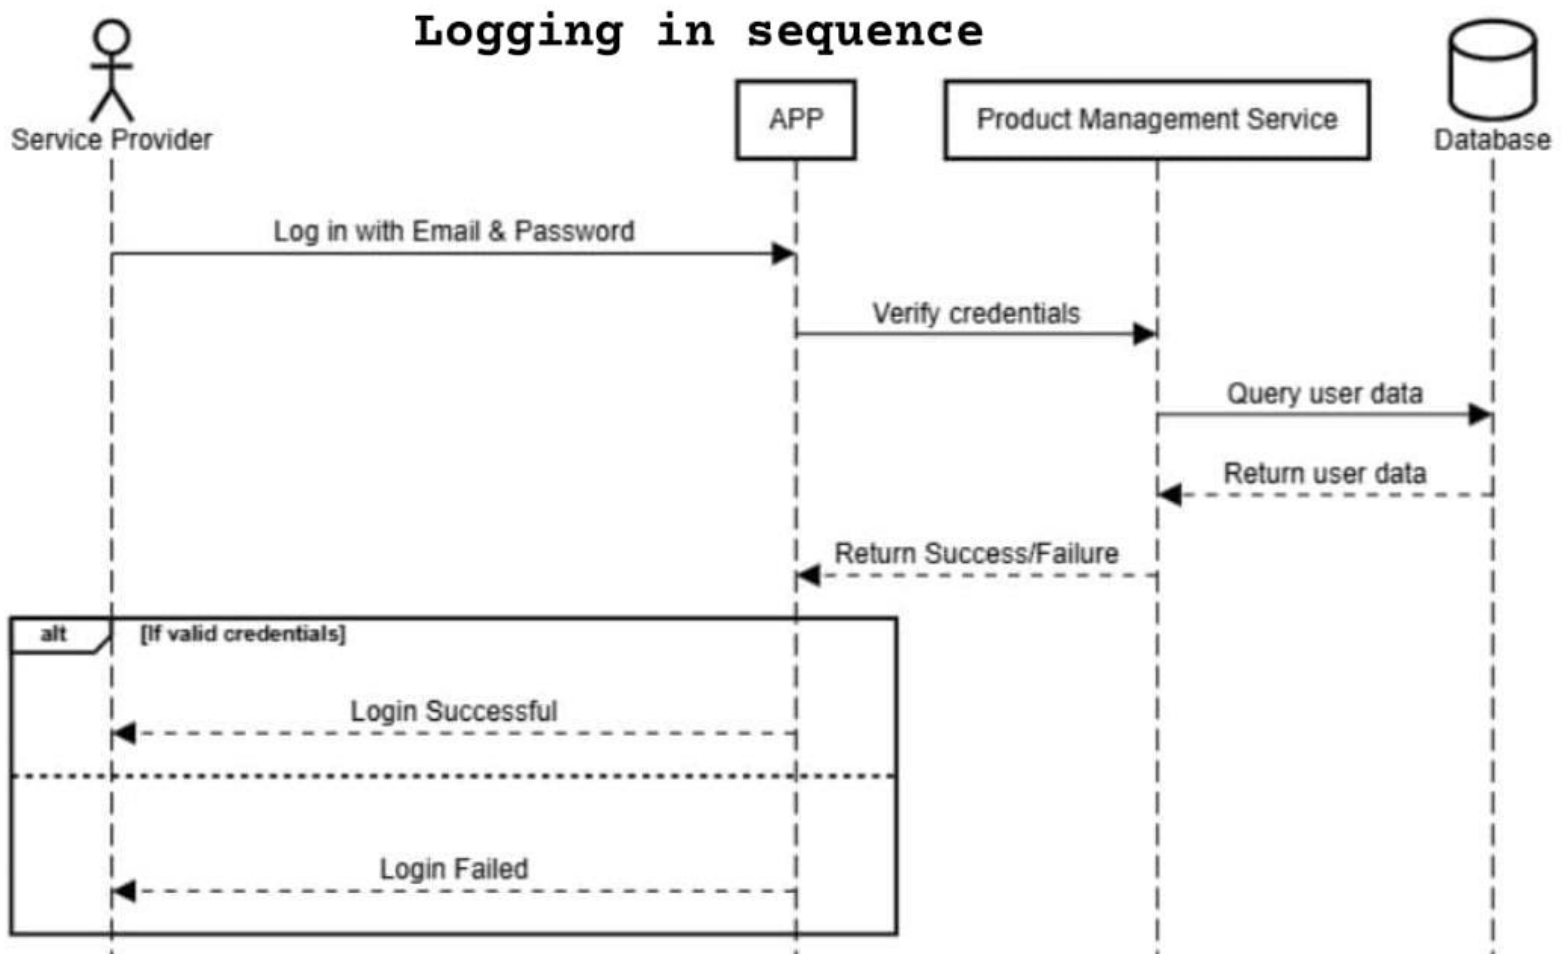 Logging in sequence
Service Provider
APP
Product Management Service
Database
Log in with Email & Password
Verify credentials
Query user data
Return user data
Return Success/Failure
alt
[If valid credentials]
Login Successful
Login Failed